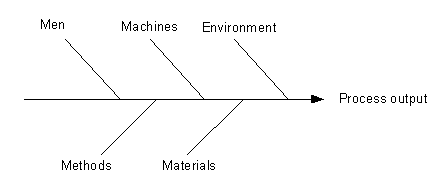 Men
Machines
Environment
Process output
Methods
Materials